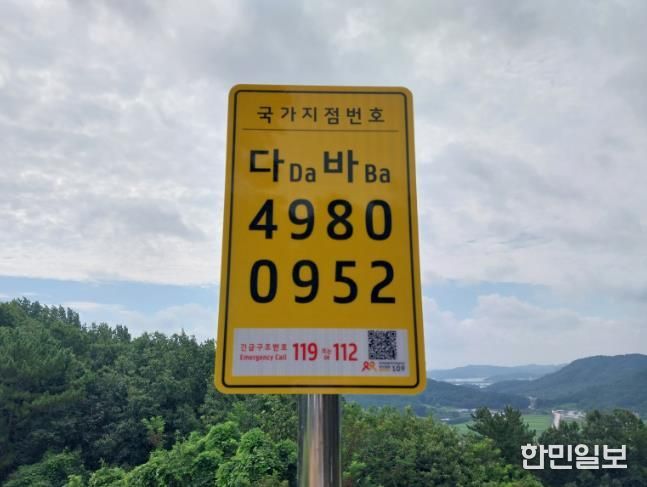 국가지점번호
다 Da 바 Ba
4980
0952
긴급구조번호 119 또는 112
Emergency Call or
한민일보